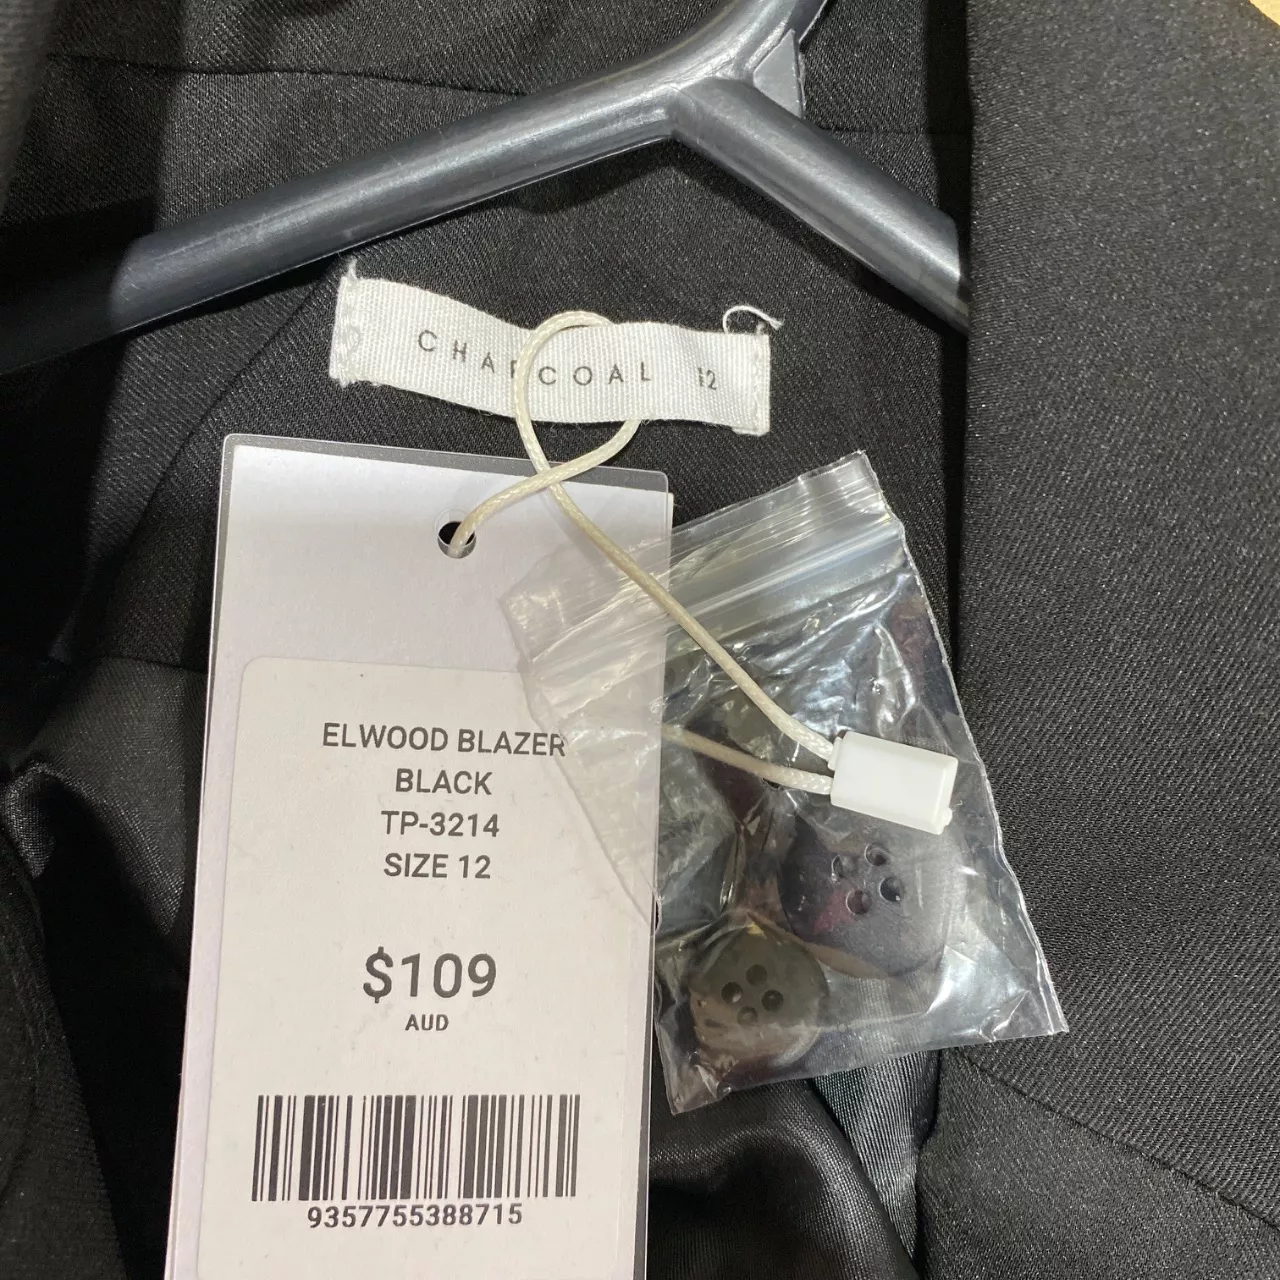 CHARCOAL 12
ELWOOD BLAZER
BLACK
TP-3214
SIZE 12
$109
AUD
9357755388715